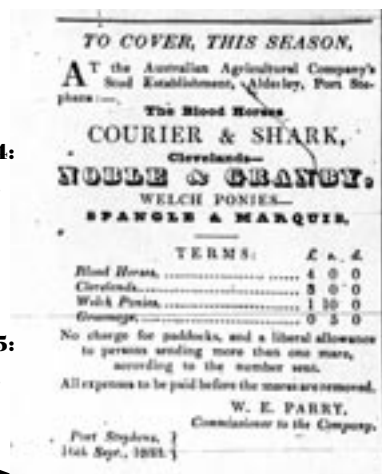 TO COVER, THIS SEASON,
AT the Australian Agricultural Company's
Stud Establishment, Alderley, Port Ste-
phens:—
4:
The Blood Horses
COURIER & SHARK,
Clevelands—
NOBLE & GRANBY,
WELCH PONIES—
SPANGLE & MARQUIS,
TERMS: £ s. d.
Blood Horses, 4 0 0
Clevelands, 3 0 0
Welch Ponies, 1 10 0
Groomage, 0 5 0
5:
No charge for paddocks, and a liberal allowance
to persons sending more than one mare,
according to the number sent.
All expenses to be paid before the mares are removed.
W. E. PARRY,
Commissioner to the Company.
Port Stephens,
Sept.,